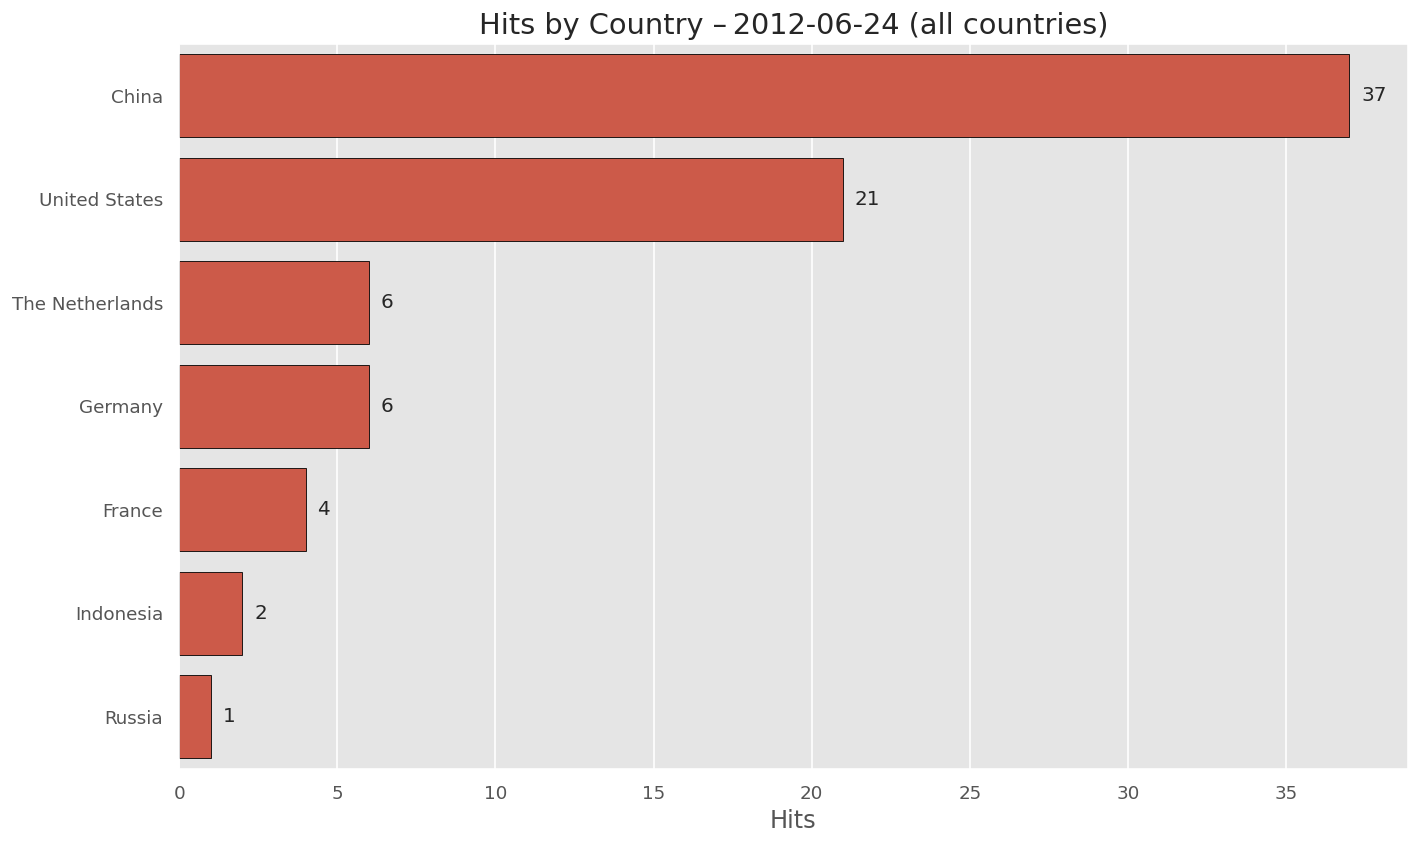 Hits by Country – 2012-06-24 (all countries)
China 37
United States 21
The Netherlands 6
Germany 6
France 4
Indonesia 2
Russia 1
0 5 10 15 20 25 30 35
Hits